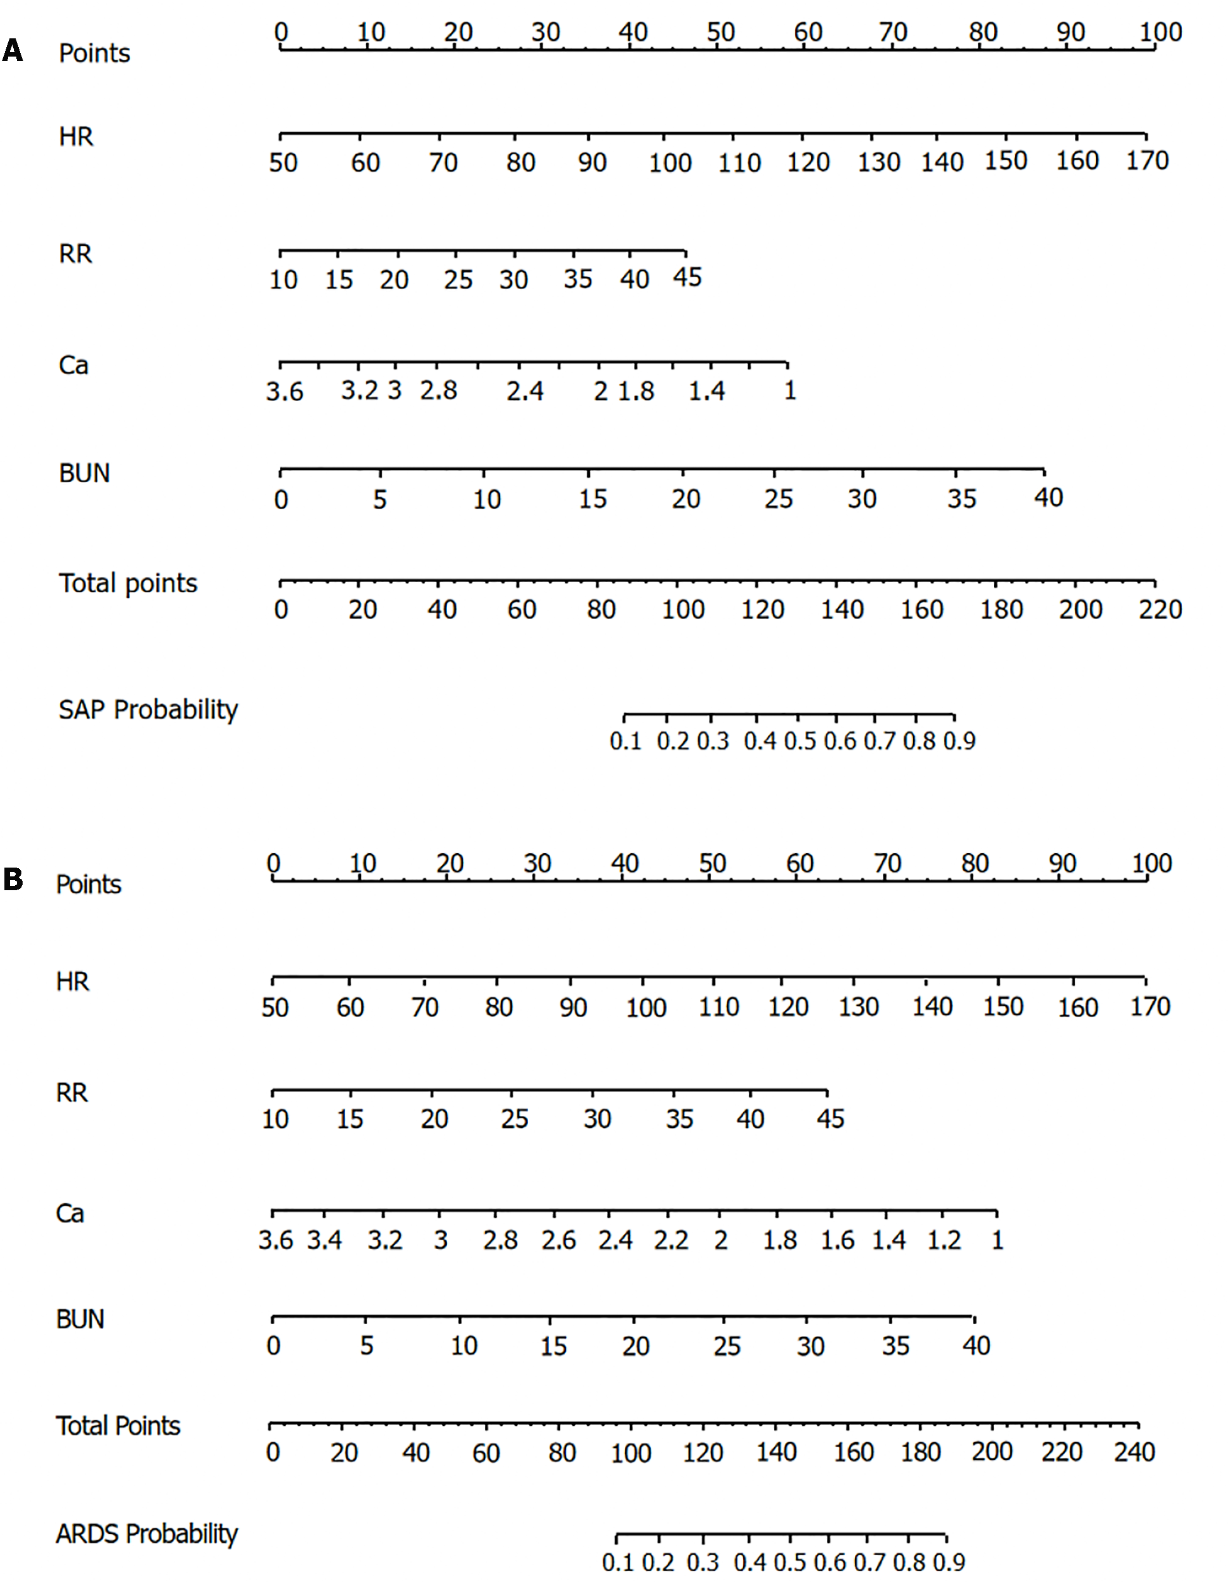 A
Points 0 10 20 30 40 50 60 70 80 90 100
HR
50 60 70 80 90 100 110 120 130 140 150 160 170
RR
10 15 20 25 30 35 40 45
Ca
3.6 3.2 3 2.8 2.4 2 1.8 1.4 1
BUN
0 5 10 15 20 25 30 35 40
Total points
0 20 40 60 80 100 120 140 160 180 200 220
SAP Probability
0.1 0.2 0.3 0.4 0.5 0.6 0.7 0.8 0.9
B
Points 0 10 20 30 40 50 60 70 80 90 100
HR
50 60 70 80 90 100 110 120 130 140 150 160 170
RR
10 15 20 25 30 35 40 45
Ca
3.6 3.4 3.2 3 2.8 2.6 2.4 2.2 2 1.8 1.6 1.4 1.2 1
BUN
0 5 10 15 20 25 30 35 40
Total Points
0 20 40 60 80 100 120 140 160 180 200 220 240
ARDS Probability
0.1 0.2 0.3 0.4 0.5 0.6 0.7 0.8 0.9